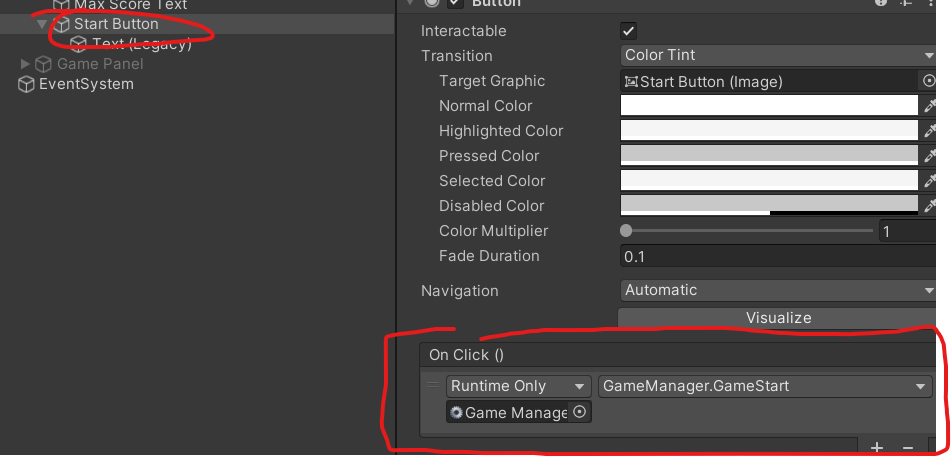 Max Score Text
Start Button
Text (Legacy)
Game Panel
EventSystem
Button
Interactable
Transition
Color Tint
Target Graphic
Start Button (Image)
Normal Color
Highlighted Color
Pressed Color
Selected Color
Disabled Color
Color Multiplier
1
Fade Duration
0.1
Navigation
Automatic
Visualize
On Click ()
Runtime Only
GameManager.GameStart
Game Manage